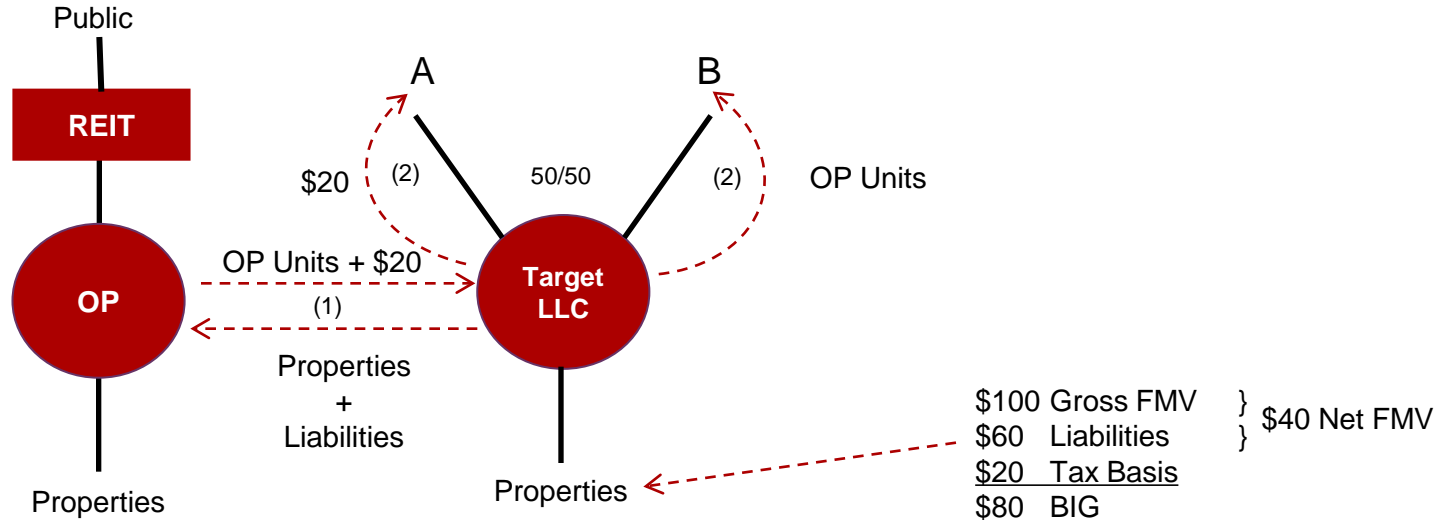 Public
REIT
OP
Properties
OP Units + $20
(1)
Properties
+
Liabilities
A
B
$20
(2)
50/50
(2)
OP Units
Target
LLC
Properties
$100 Gross FMV }
$60 Liabilities }
$40 Net FMV
$20 Tax Basis
$80 BIG